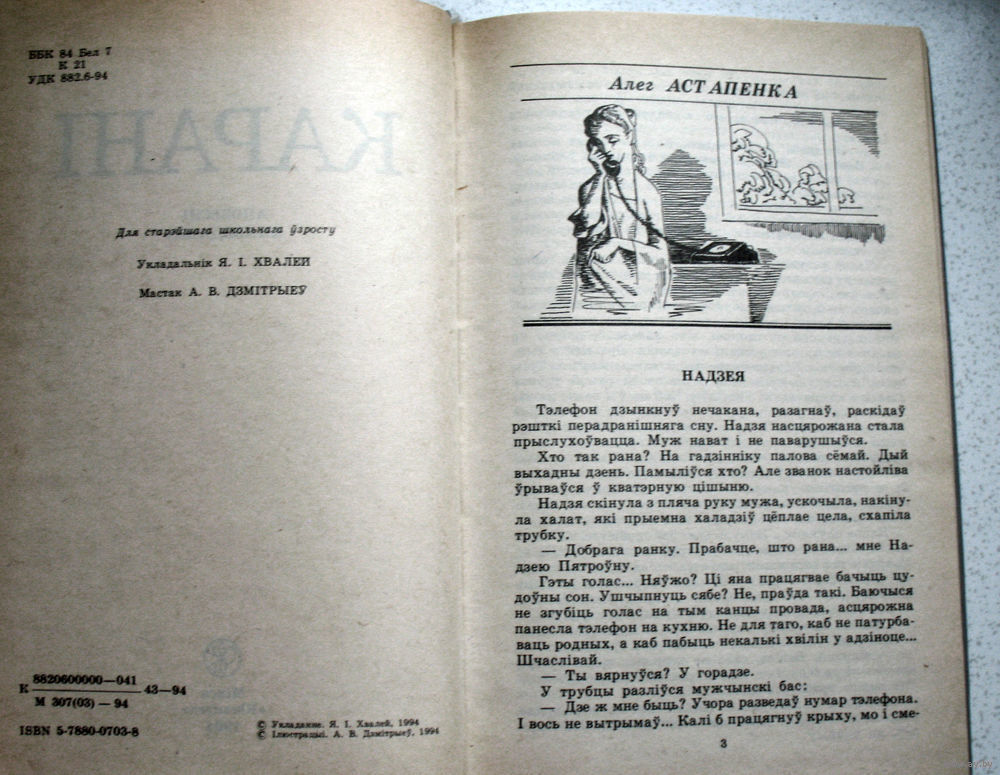 ББК 84 Бел 7
К 21
УДК 882.6-94
КАРАНІ
Для старэйшага школьнага ўзросту
Укладальнік Я. І. ХВАЛЕЙ
Мастак А. В. ДЗМІТРЫЕЎ
К 8820600000—041 43—94
М 307(03) — 94
ISBN 5-7880-0703-8
© Укладанне. Я. І. Хвалей, 1994
© Ілюстрацыі. А. В. Дзмітрыеў, 1994
Алег АСТАПЕНКА
НАДЗЕЯ
Тэлефон дзынкнуў нечакана, разагнаў, раскідаў
рэшткі перадранішняга сну. Надзя насцярожана стала
прыслухоўвацца. Муж нават і не паварушыўся.
Хто так рана? На гадзінніку палова сёмай. Дый
выхадны дзень. Памыліўся хто? Але званок настойліва
ўрываўся ў кватэрную цішыню.
Надзя скінула з пляча руку мужа, ускочыла, накіну-
ла халат, які прыемна халадзіў цёплае цела, схапіла
трубку.
— Добрага ранку. Прабачце, што рана... мне На-
дзею Пятроўну.
Гэты голас... Няўжо? Ці яна працягвае бачыць цу-
доўны сон. Ушчыпнуць сябе? Не, праўда такі. Баючыся
не згубіць голас на тым канцы провада, асцярожна
панесла тэлефон на кухню. Не для таго, каб не патурба-
ваць родных, а каб пабыць некалькі хвілін у адзіноце...
Шчаслівай.
— Ты вярнуўся? У горадзе.
У трубцы разліўся мужчынскі бас:
— Дзе ж мне быць? Учора разведаў нумар тэлефона.
І вось не вытрымаў... Калі б працягнуў крыху, мо і сме-
3